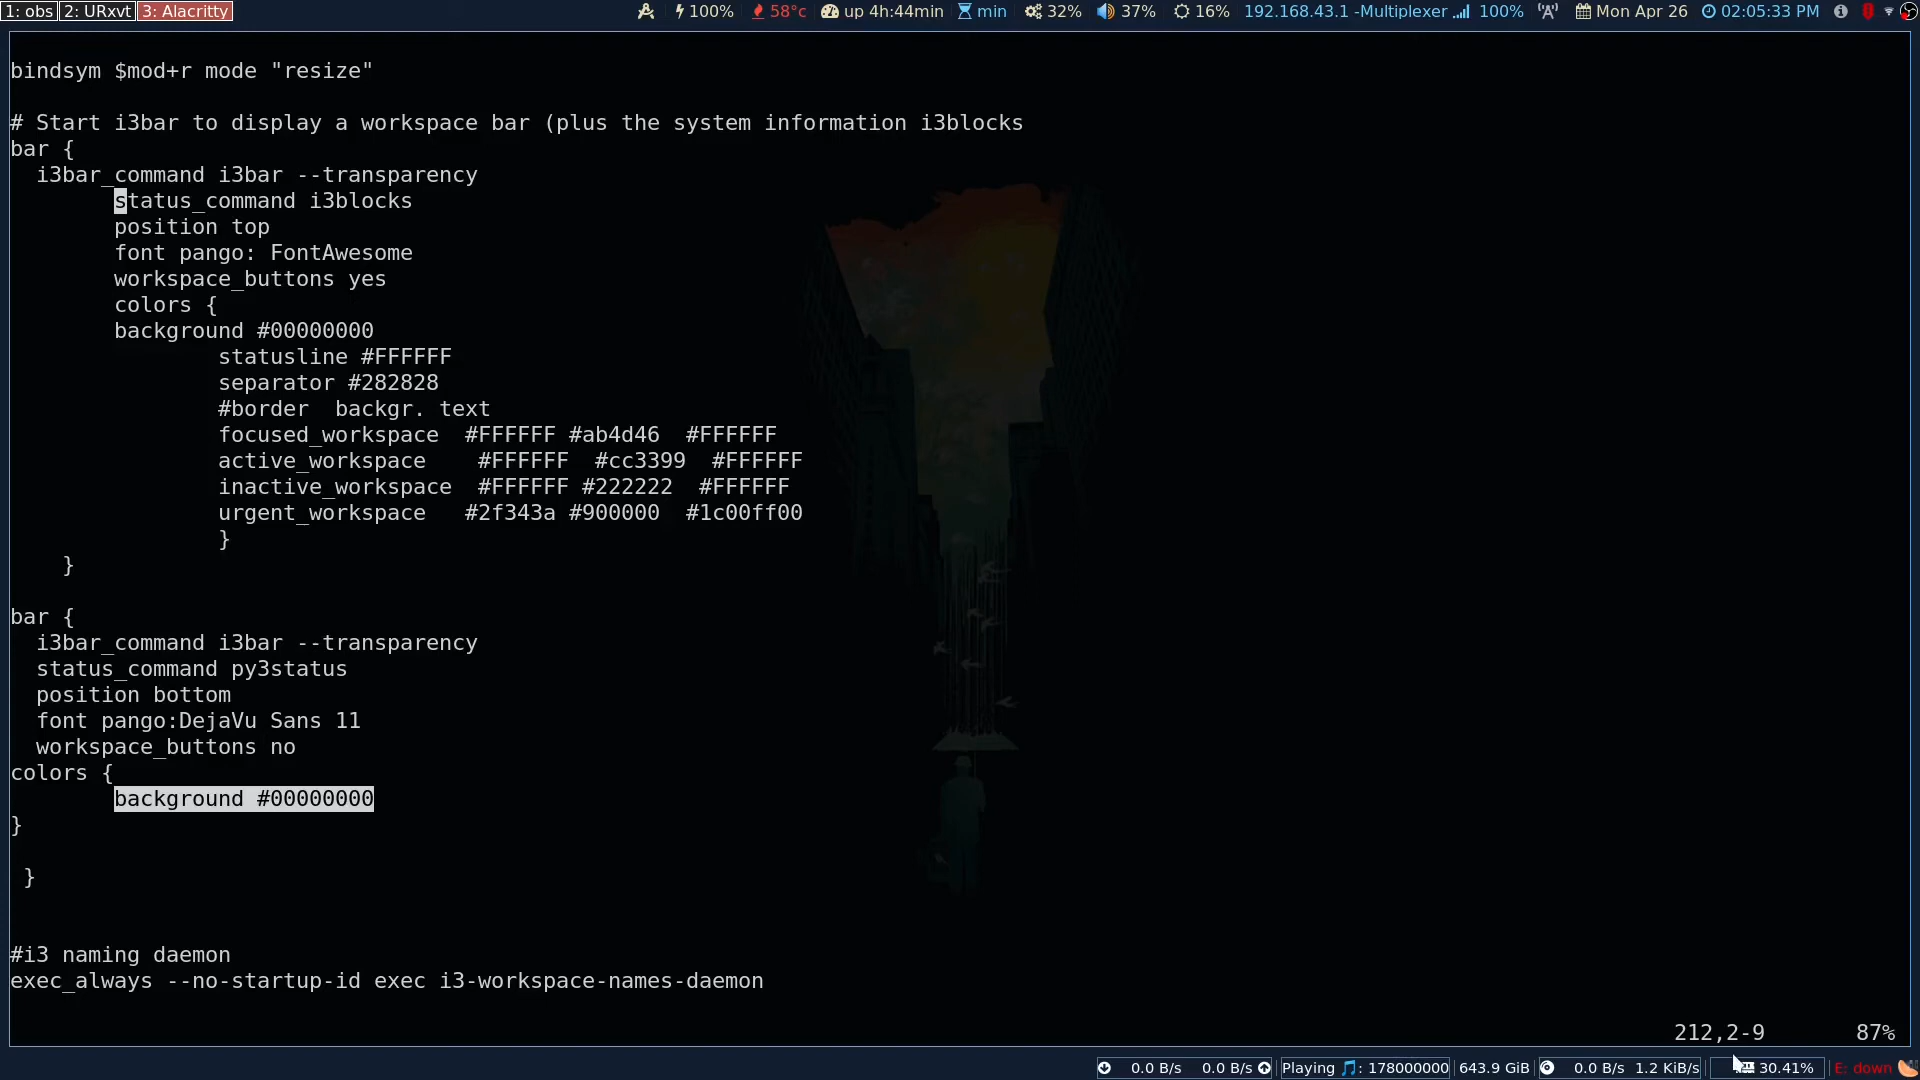 1: obs 2: URxvt 3: Alacritty 100% 58°c up 4h:44min min 32% 37% 16% 192.168.43.1 -Multiplexer 100% Mon Apr 26 02:05:33 PM
bindsym $mod+r mode "resize"
# Start i3bar to display a workspace bar (plus the system information i3blocks
bar {
i3bar_command i3bar --transparency
status_command i3blocks
position top
font pango: FontAwesome
workspace_buttons yes
colors {
background #00000000
statusline #FFFFFF
separator #282828
#border  backgr. text
focused_workspace  #FFFFFF #ab4d46  #FFFFFF
active_workspace    #FFFFFF  #cc3399  #FFFFFF
inactive_workspace  #FFFFFF #222222  #FFFFFF
urgent_workspace   #2f343a #900000  #1c00ff00
}
}
bar {
i3bar_command i3bar --transparency
status_command py3status
position bottom
font pango:DejaVu Sans 11
workspace_buttons no
colors {
background #00000000
}
}
#i3 naming daemon
exec_always --no-startup-id exec i3-workspace-names-daemon
212,2-9 87%
0.0 B/s 0.0 B/s Playing : 178000000 643.9 GiB 0.0 B/s 1.2 KiB/s 30.41% E: down